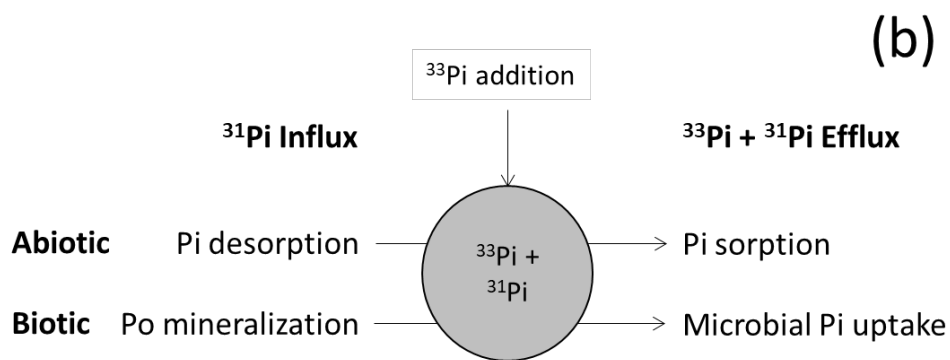 (b)
³³Pi addition
³¹Pi Influx
³³Pi + ³¹Pi Efflux
Abiotic Pi desorption
³³Pi +
³¹Pi
Pi sorption
Biotic Po mineralization
Microbial Pi uptake